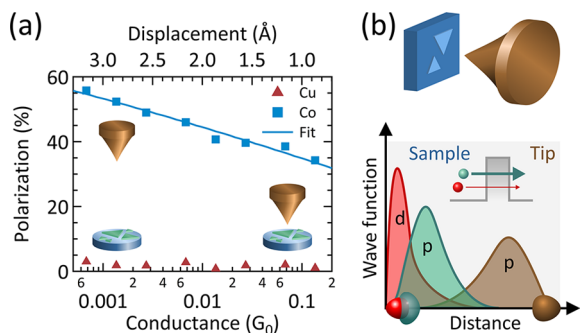 (a)
Displacement (Å)
3.0 2.5 2.0 1.5 1.0
60
40
20
0
Polarization (%)
Cu
Co
Fit
6 2 4 6 2 4 6 2
0.001 0.01 0.1
Conductance (G0)
(b)
Sample Tip
d
p
p
Wave function
Distance